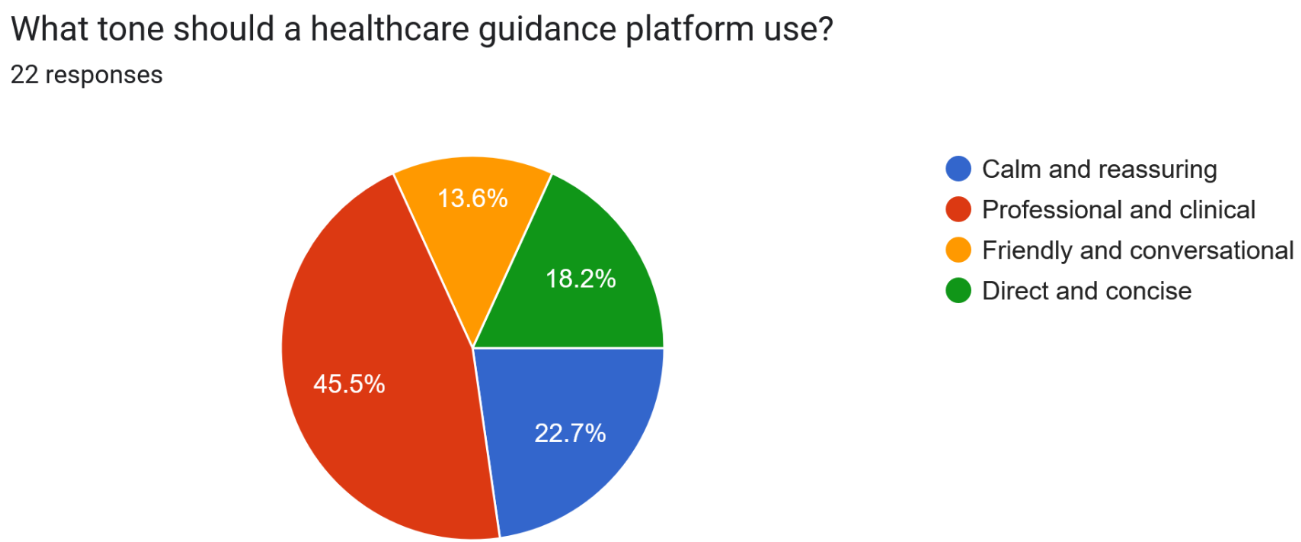 What tone should a healthcare guidance platform use?
22 responses
13.6%
18.2%
45.5%
22.7%
Calm and reassuring
Professional and clinical
Friendly and conversational
Direct and concise